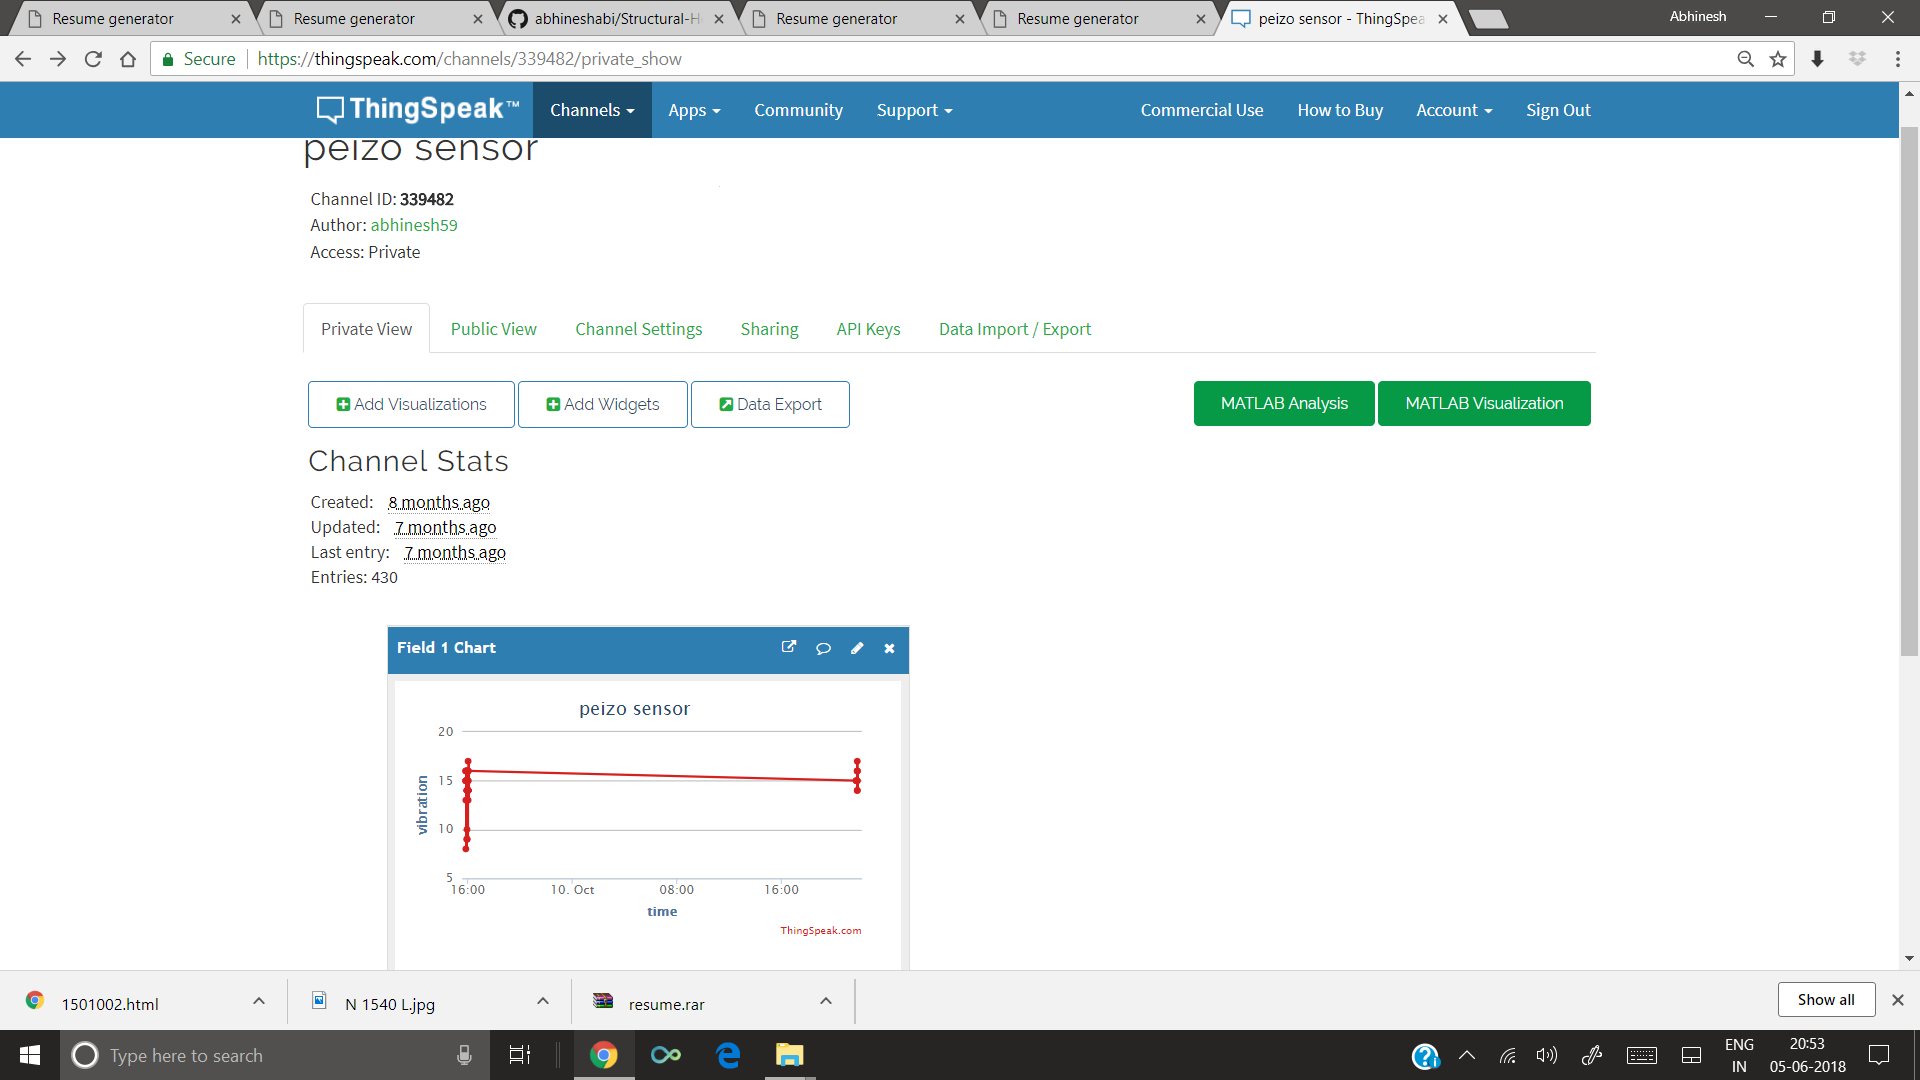 Resume generator
Resume generator
abhineshabi/Structural-H
Resume generator
Resume generator
peizo sensor - ThingSpea
Abhinesh
Secure
https://thingspeak.com/channels/339482/private_show
ThingSpeak™
Channels
Apps
Community
Support
Commercial Use
How to Buy
Account
Sign Out
peizo sensor
Channel ID: 339482
Author: abhinesh59
Access: Private
Private View
Public View
Channel Settings
Sharing
API Keys
Data Import / Export
Add Visualizations
Add Widgets
Data Export
MATLAB Analysis
MATLAB Visualization
Channel Stats
Created: 8 months ago
Updated: 7 months ago
Last entry: 7 months ago
Entries: 430
Field 1 Chart
peizo sensor
20
15
10
5
vibration
16:00
10. Oct
08:00
16:00
time
ThingSpeak.com
1501002.html
N 1540 L.jpg
resume.rar
Show all
Type here to search
ENG
IN
20:53
05-06-2018